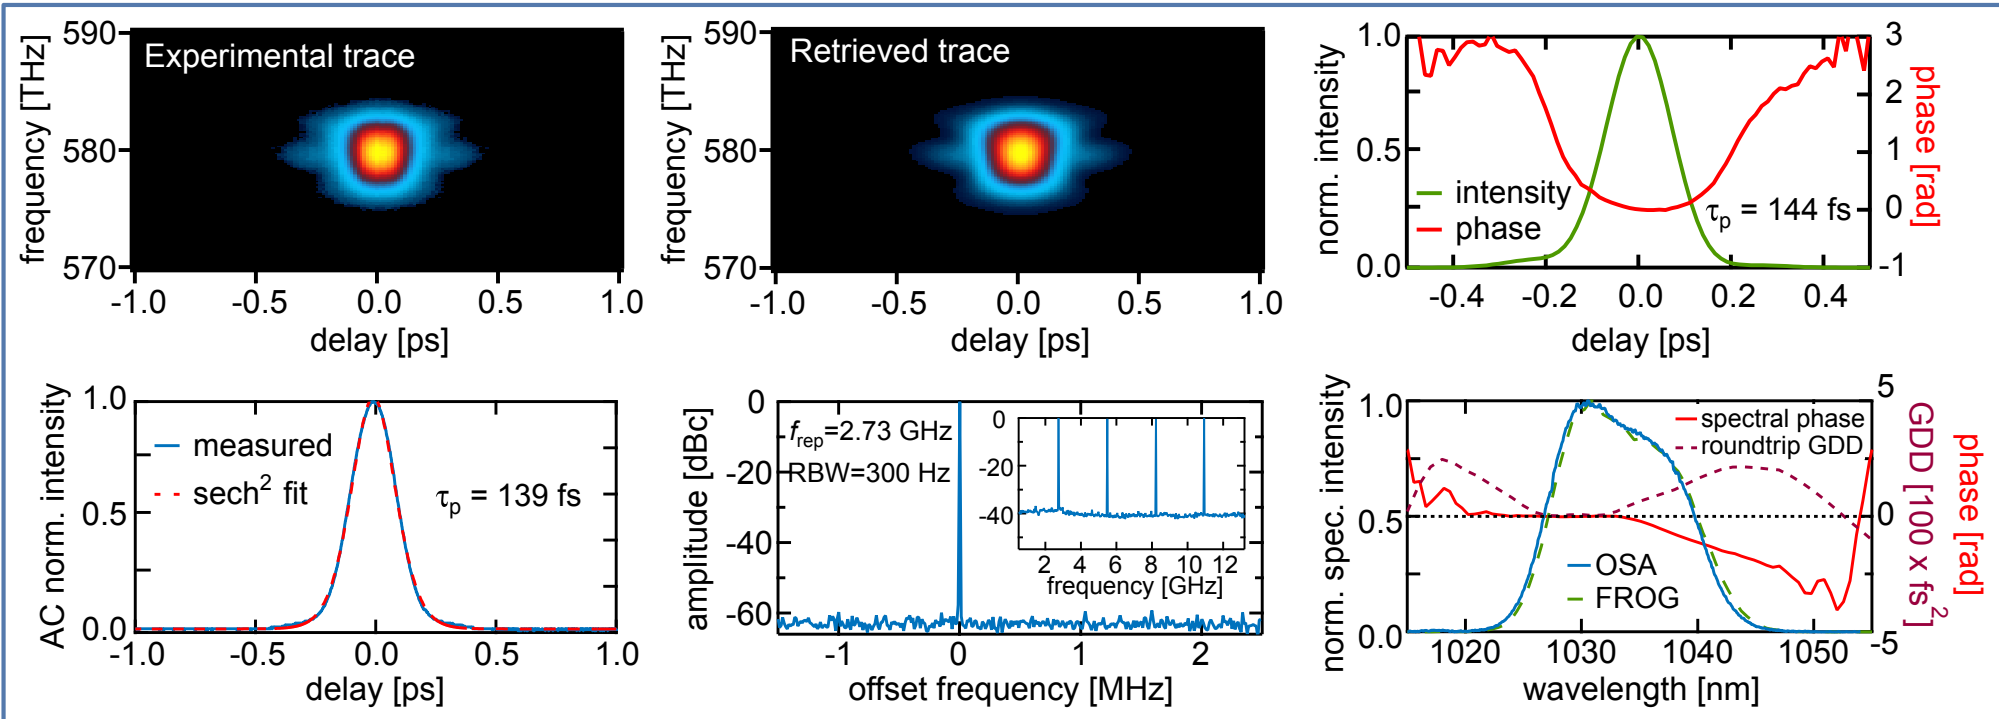 590
580
570
frequency [THz]
Experimental trace
-1.0 -0.5 0.0 0.5 1.0
delay [ps]
590
580
570
frequency [THz]
Retrieved trace
-1.0 -0.5 0.0 0.5 1.0
delay [ps]
1.0
0.5
0.0
norm. intensity
intensity
phase
τp = 144 fs
3
2
1
0
-1
phase [rad]
-0.4 -0.2 0.0 0.2 0.4
delay [ps]
1.0
0.5
0.0
AC norm. intensity
measured
sech² fit
τp = 139 fs
-1.0 -0.5 0.0 0.5 1.0
delay [ps]
0
-20
-40
-60
amplitude [dBc]
frep=2.73 GHz
RBW=300 Hz
0
-20
-40
2 4 6 8 10 12
frequency [GHz]
-1 0 1 2
offset frequency [MHz]
1.0
0.5
0.0
norm. spec. intensity
spectral phase
roundtrip GDD
OSA
FROG
5
0
-5
GDD [100 x fs²]
phase [rad]
1020 1030 1040 1050
wavelength [nm]